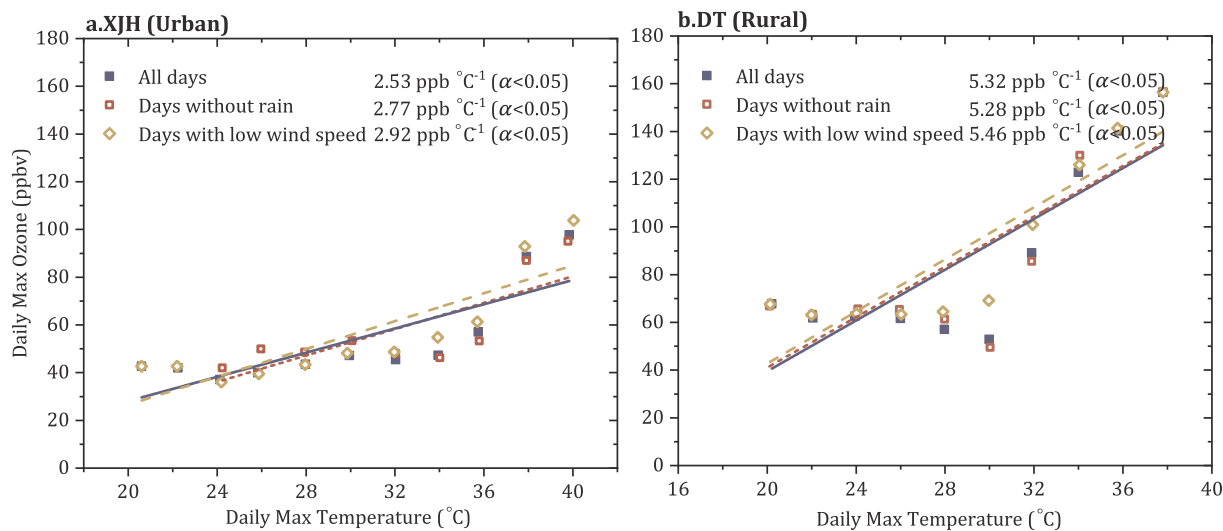 a.XJH (Urban)
180
160
140
120
100
80
60
40
20
0
Daily Max Ozone (ppbv)
All days 2.53 ppb °C⁻¹ (α<0.05)
Days without rain 2.77 ppb °C⁻¹ (α<0.05)
Days with low wind speed 2.92 ppb °C⁻¹ (α<0.05)
20 24 28 32 36 40
Daily Max Temperature (°C)
b.DT (Rural)
180
160
140
120
100
80
60
40
20
0
All days 5.32 ppb °C⁻¹ (α<0.05)
Days without rain 5.28 ppb °C⁻¹ (α<0.05)
Days with low wind speed 5.46 ppb °C⁻¹ (α<0.05)
16 20 24 28 32 36 40
Daily Max Temperature (°C)